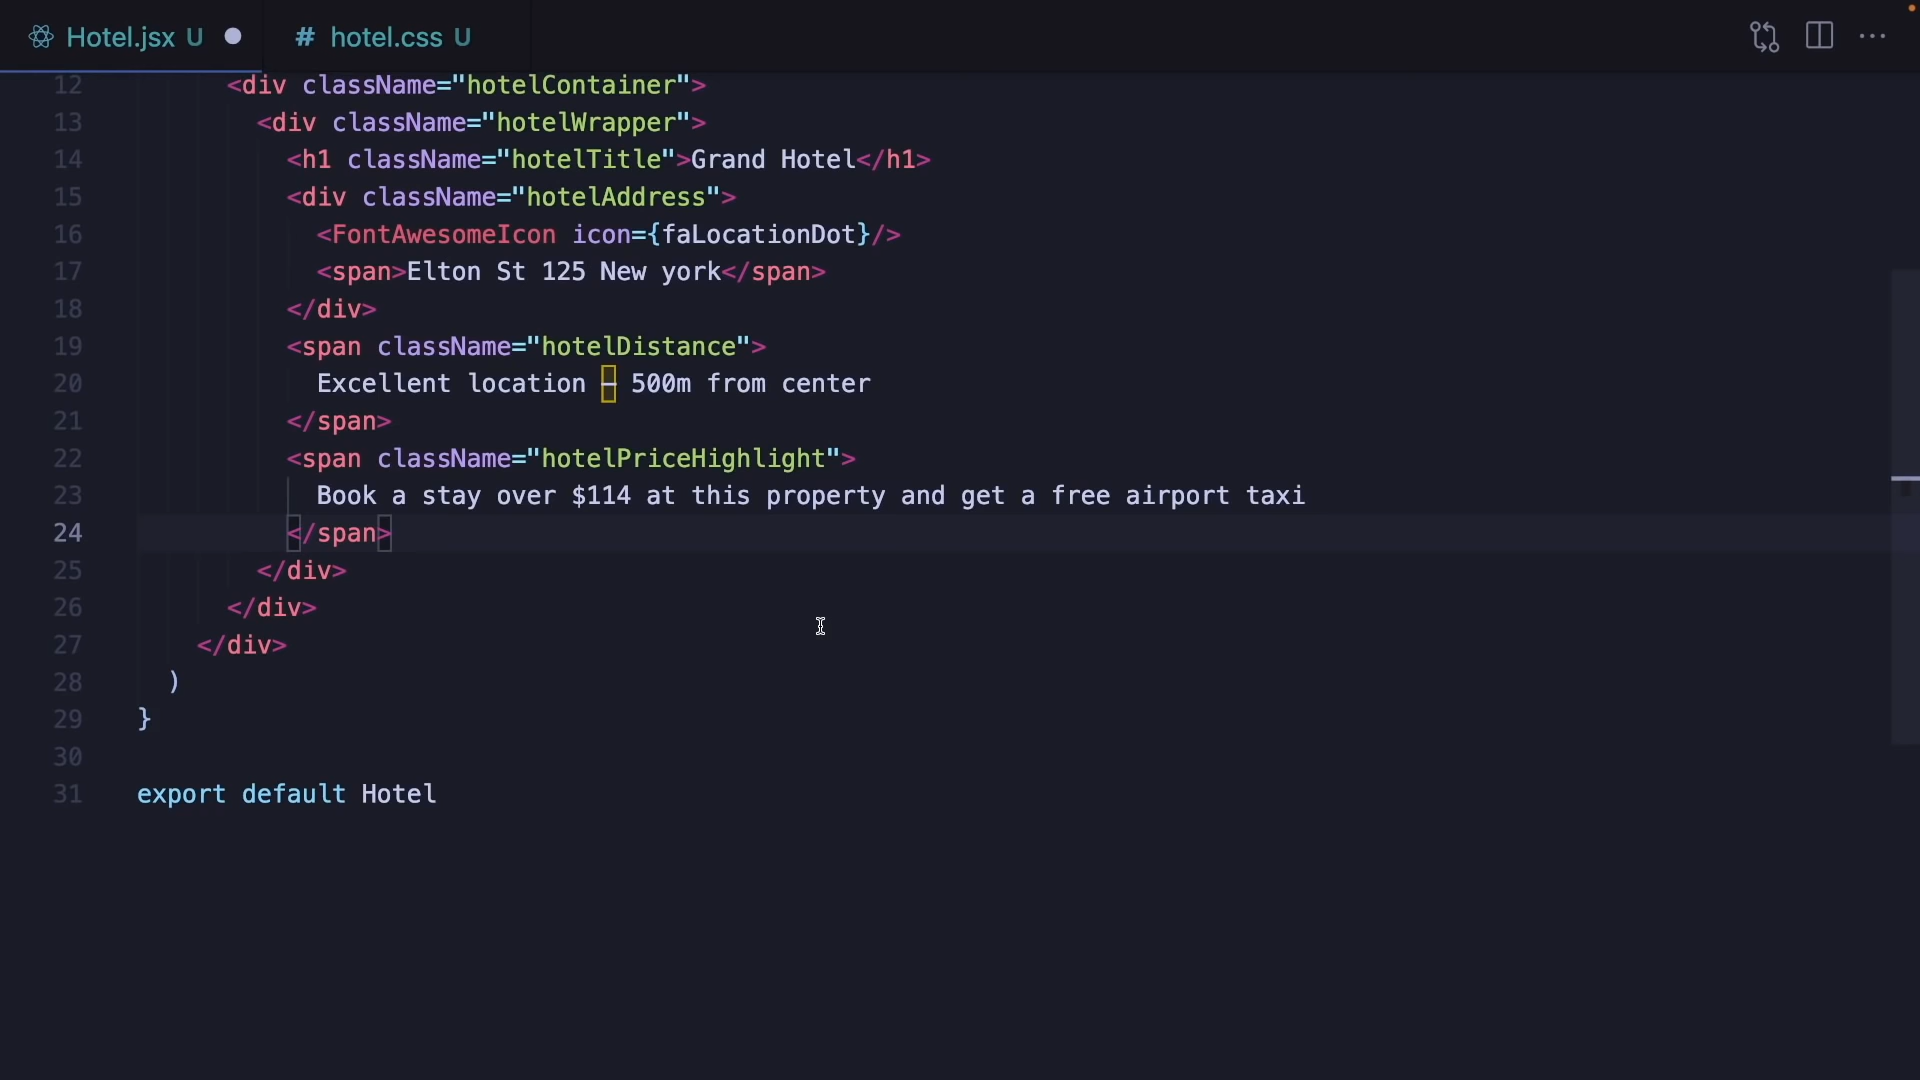 Hotel.jsx U # hotel.css U
12 <div className="hotelContainer">
13 <div className="hotelWrapper">
14 <h1 className="hotelTitle">Grand Hotel</h1>
15 <div className="hotelAddress">
16 <FontAwesomeIcon icon={faLocationDot}/>
17 <span>Elton St 125 New york</span>
18 </div>
19 <span className="hotelDistance">
20 Excellent location – 500m from center
21 </span>
22 <span className="hotelPriceHighlight">
23 Book a stay over $114 at this property and get a free airport taxi
24 </span>
25 </div>
26 </div>
27 </div>
28 )
29 }
30
31 export default Hotel